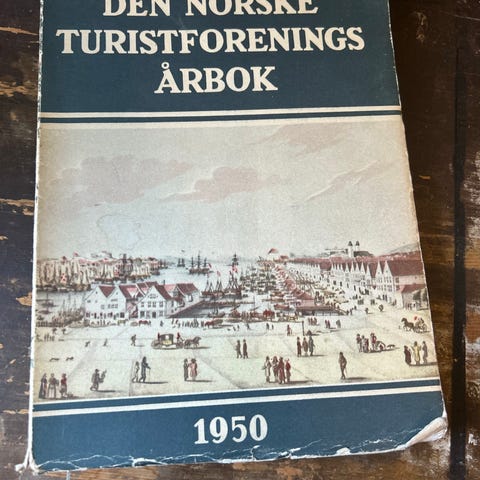 DEN NORSKE
TURISTFORENINGS
ÅRBOK
1950